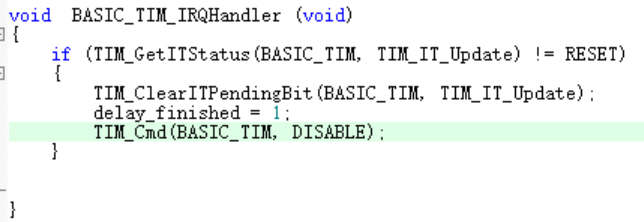 void  BASIC_TIM_IRQHandler (void)
{
    if (TIM_GetITStatus(BASIC_TIM, TIM_IT_Update) != RESET)
    {
        TIM_ClearITPendingBit(BASIC_TIM, TIM_IT_Update);
        delay_finished = 1;
        TIM_Cmd(BASIC_TIM, DISABLE);
    }
}